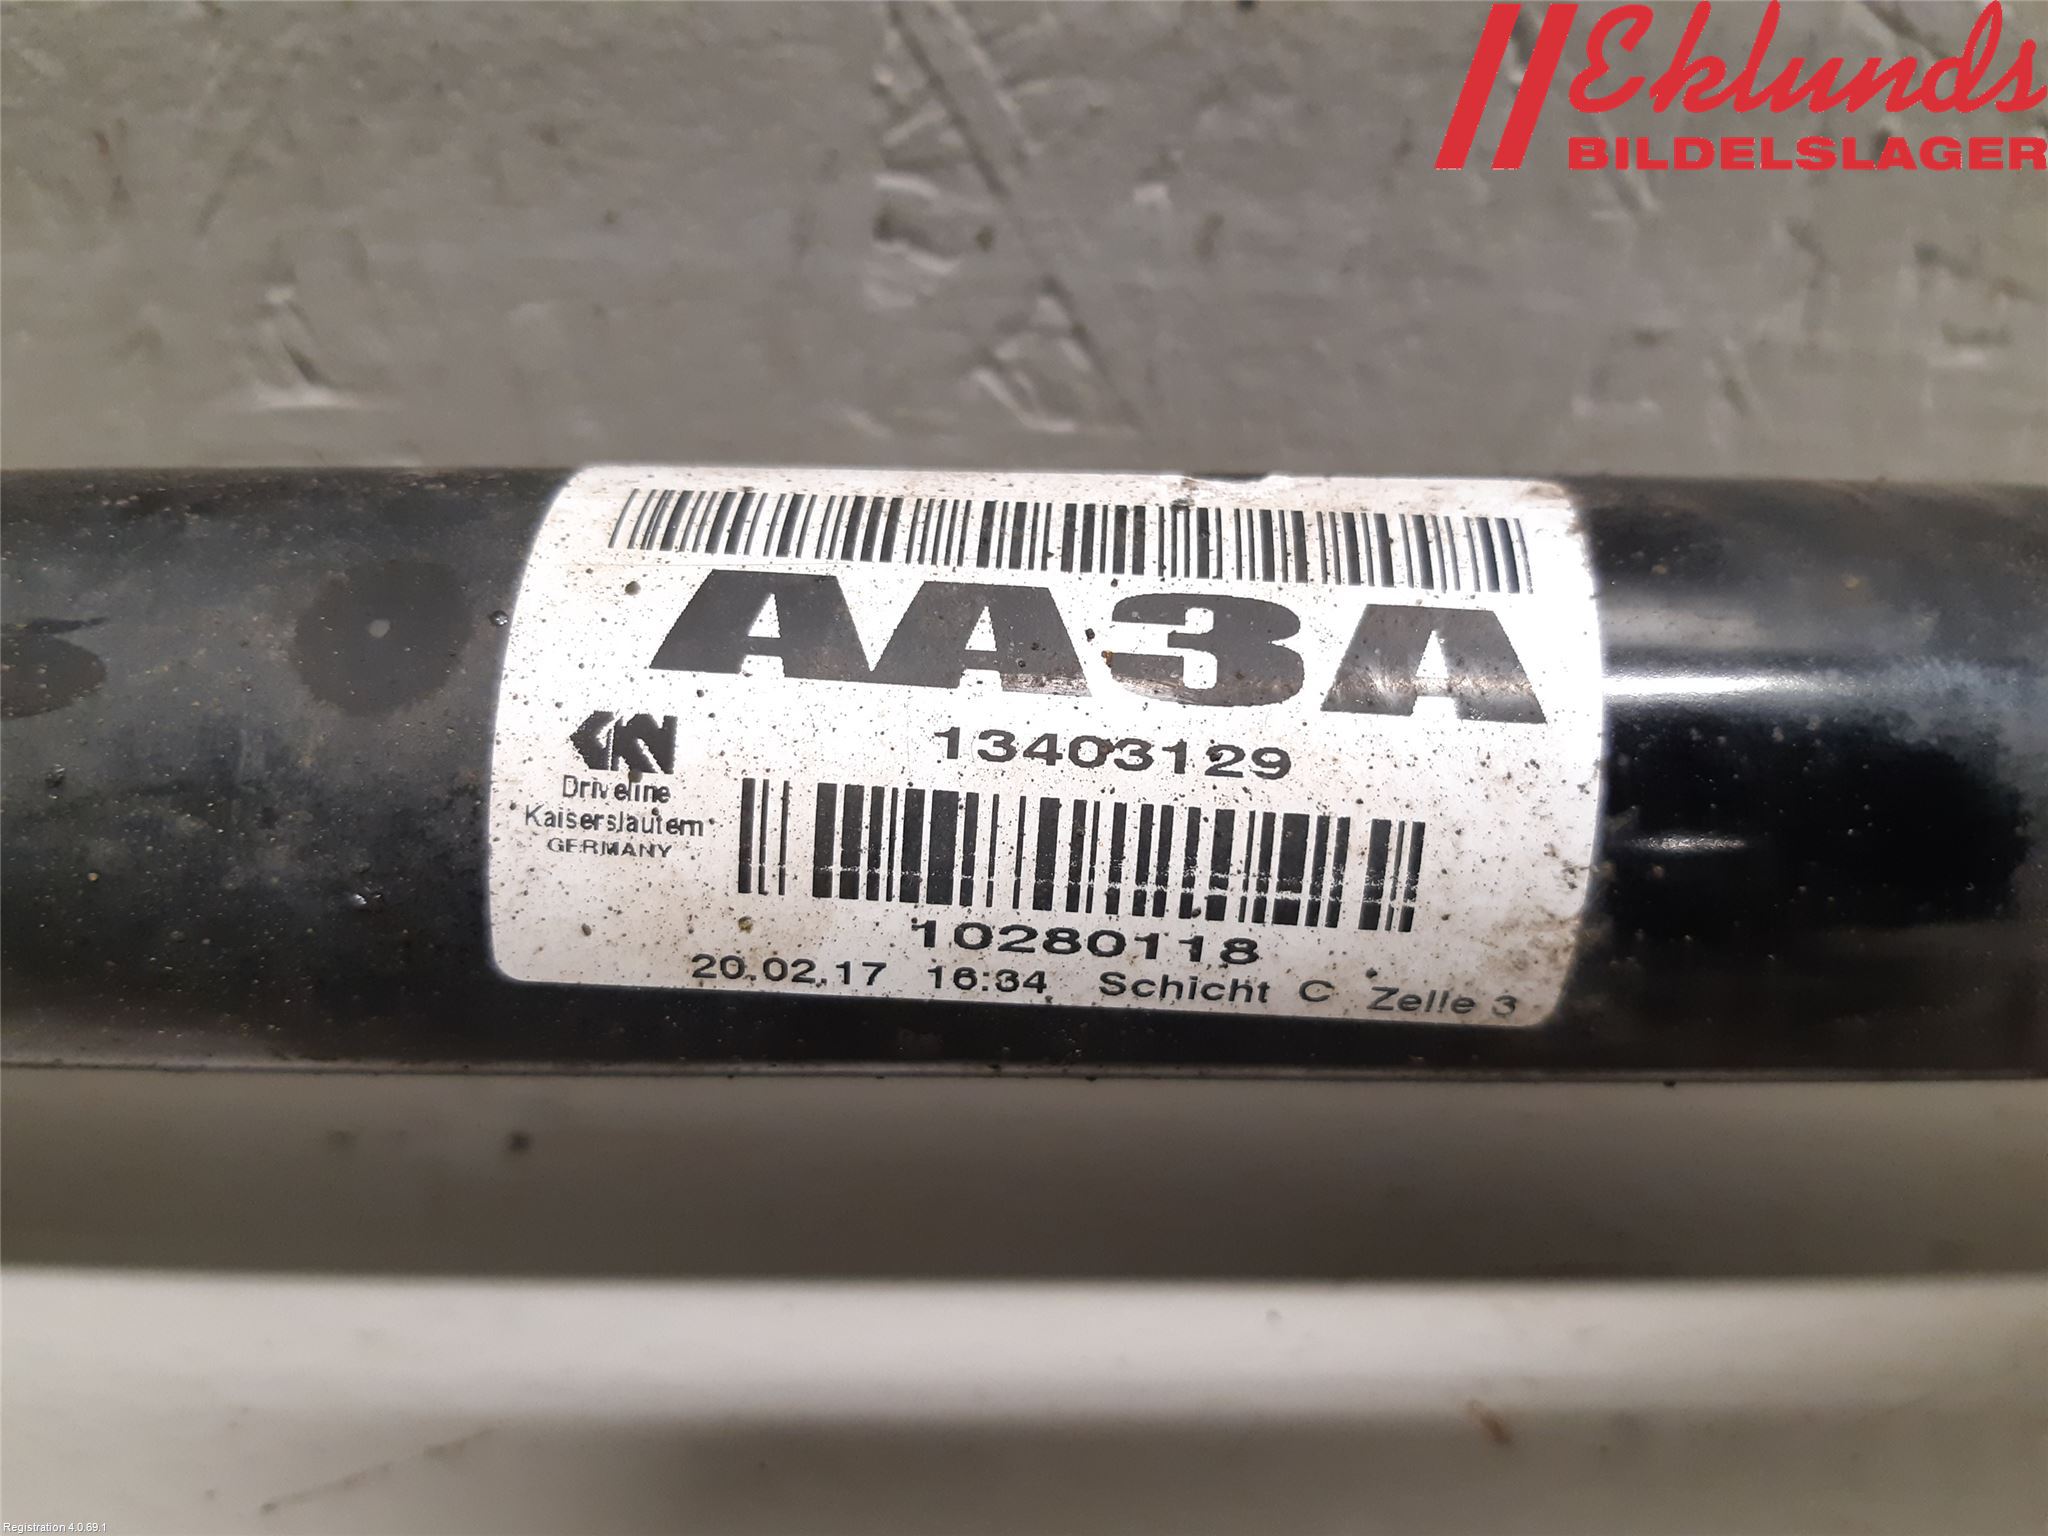 Eklunds
BILDELSLAGER
AA3A
13403129
GKN
Driveline
Kaiserslautern
GERMANY
10280118
20.02.17 16:34 Schicht C Zelle 3
Registration 4.0.69.1